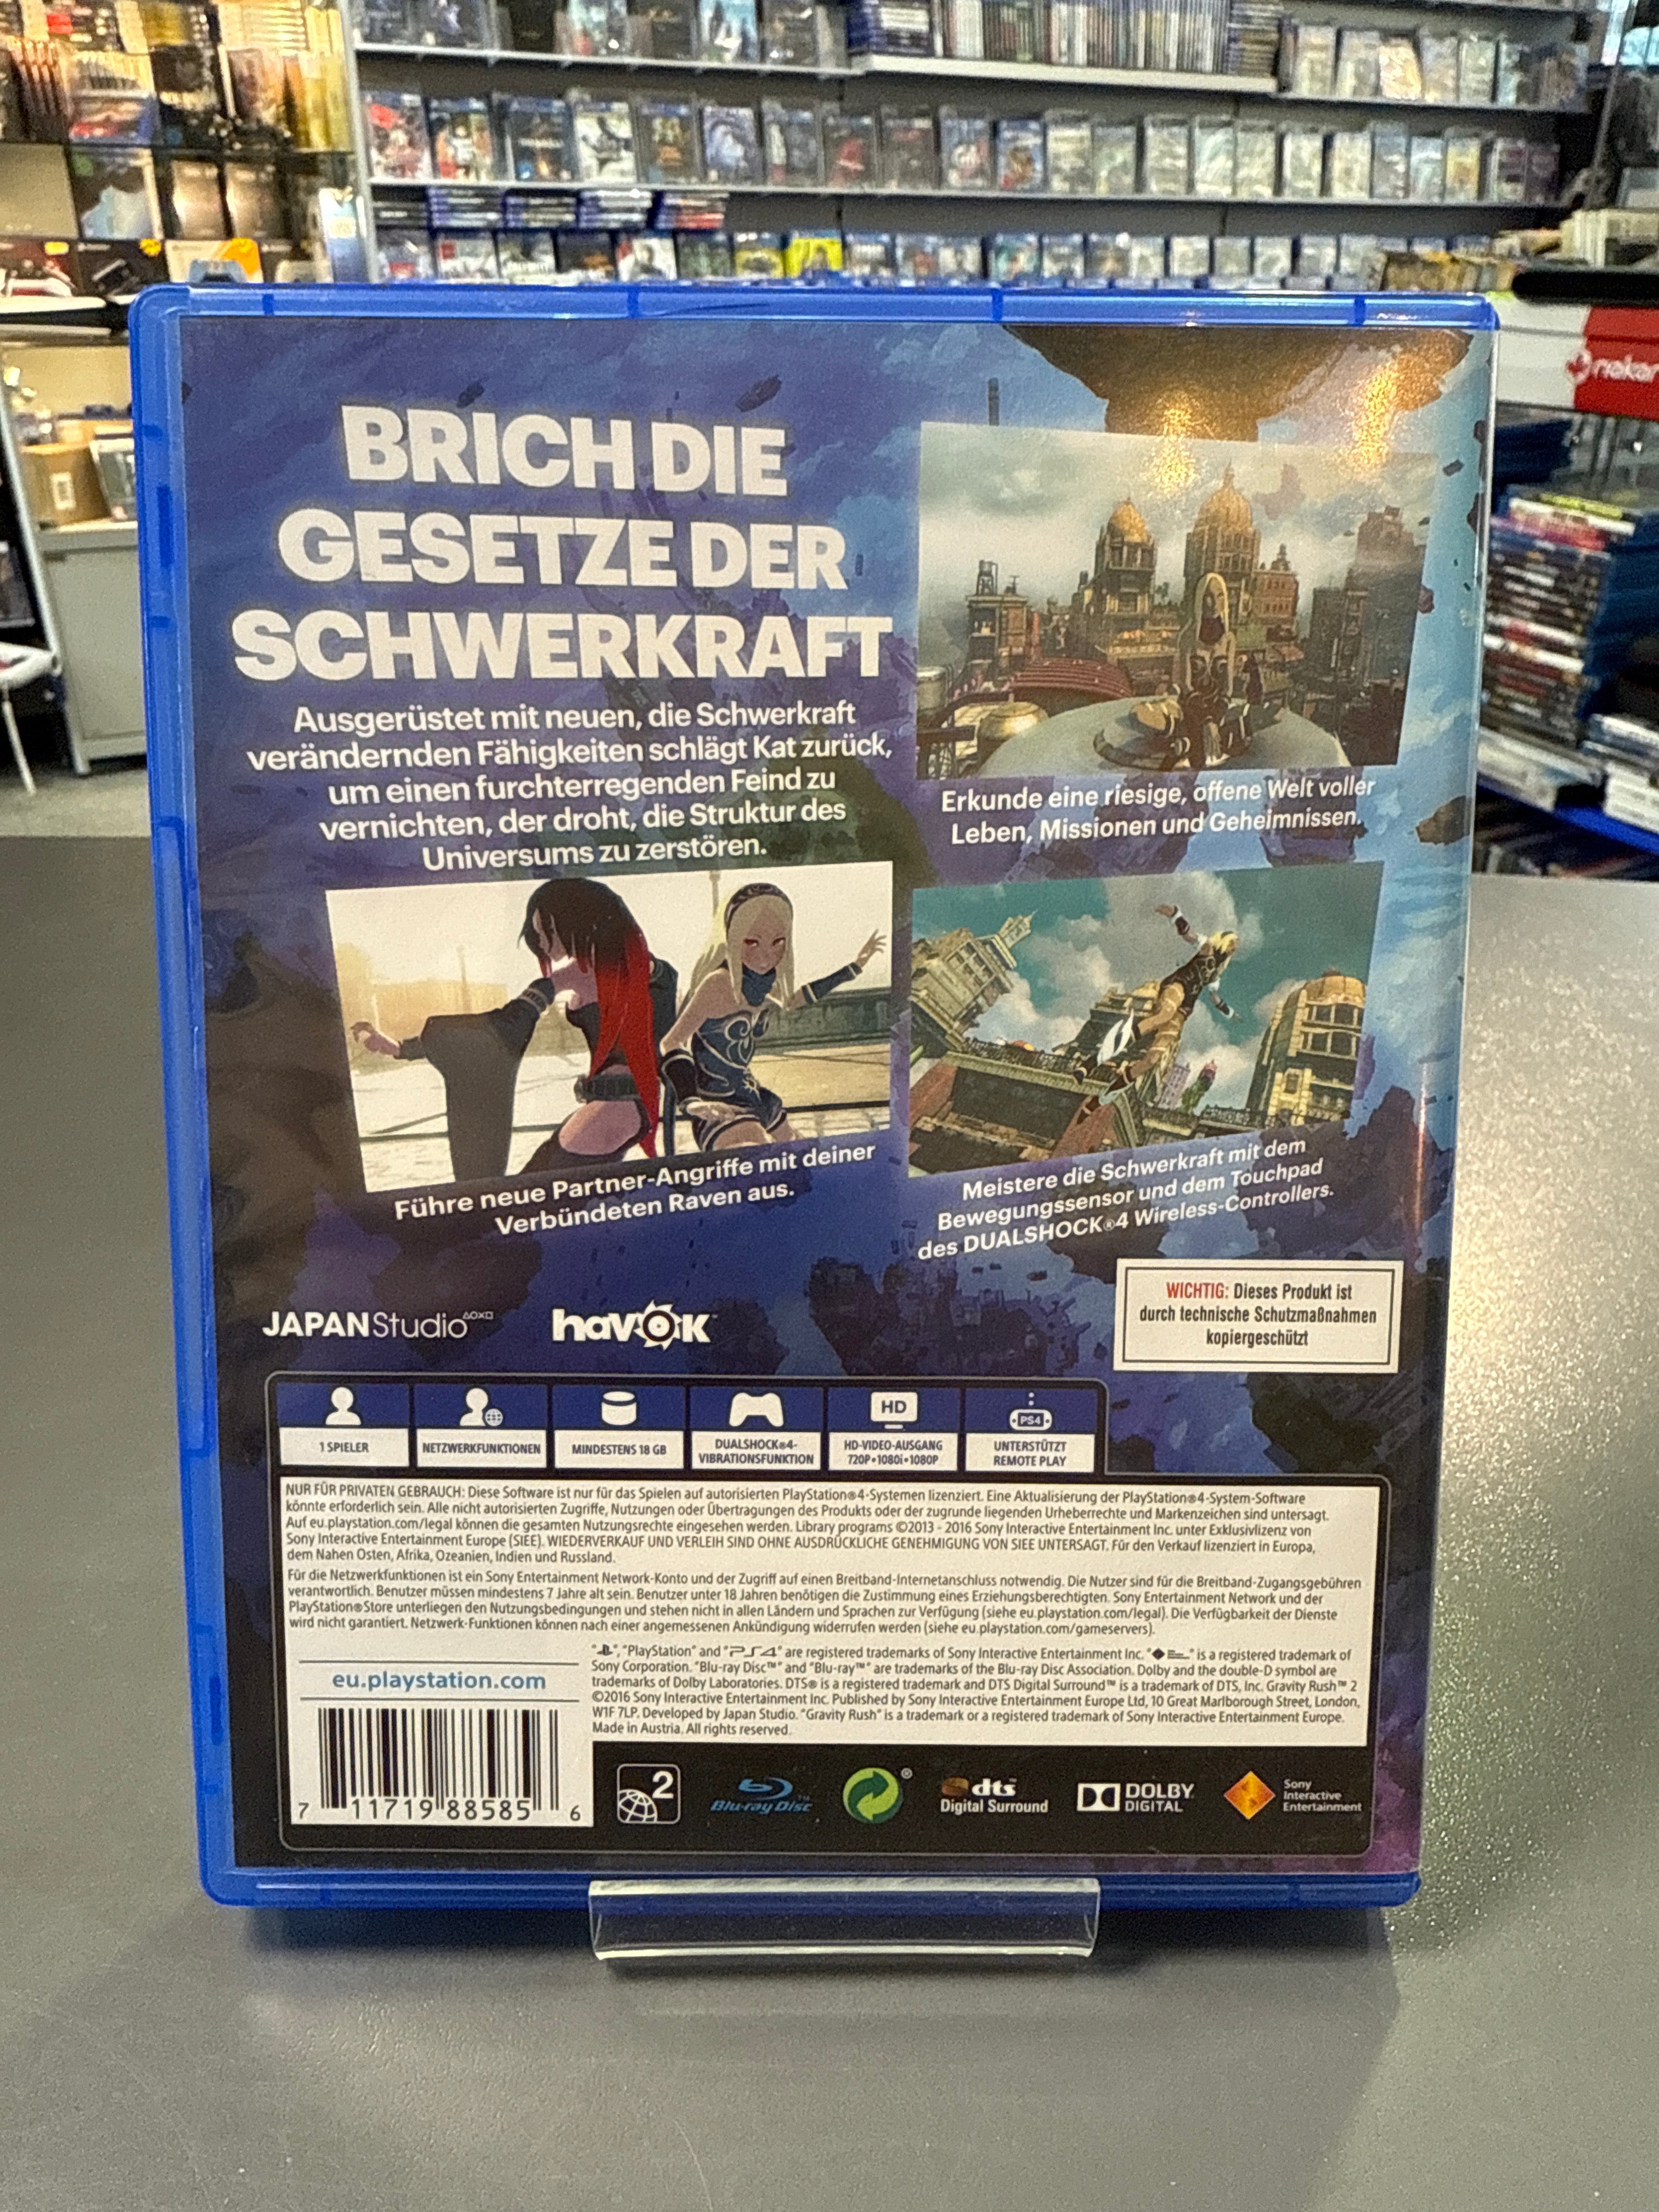 BRICH DIE
GESETZE DER
SCHWERKRAFT
Ausgerüstet mit neuen, die Schwerkraft
verändernden Fähigkeiten schlägt Kat zurück,
um einen furchterregenden Feind zu
vernichten, der droht, die Struktur des
Universums zu zerstören.
Erkunde eine riesige, offene Welt voller
Leben, Missionen und Geheimnissen.
Führe neue Partner-Angriffe mit deiner
Verbündeten Raven aus.
Meistere die Schwerkraft mit dem
Bewegungssensor und dem Touchpad
des DUALSHOCK®4 Wireless-Controllers.
JAPAN Studio
havok
WICHTIG: Dieses Produkt ist
durch technische Schutzmaßnahmen
kopiergeschützt
HD
PS4
1 SPIELER
NETZWERKFUNKTIONEN
MINDESTENS 18 GB
DUALSHOCK®4-
VIBRATIONSFUNKTION
HD-VIDEO-AUSGANG
720P•1080i•1080P
UNTERSTÜTZT
REMOTE PLAY
NUR FÜR PRIVATEN GEBRAUCH: Diese Software ist nur für das Spielen auf autorisierten PlayStation®4-Systemen lizenziert. Eine Aktualisierung der PlayStation®4-System-Software
könnte erforderlich sein. Alle nicht autorisierten Zugriffe, Nutzungen oder Übertragungen des Produkts oder der zugrunde liegenden Urheberrechte und Markenzeichen sind untersagt.
Auf eu.playstation.com/legal können die gesamten Nutzungsrechte eingesehen werden. Library programs ©2013 - 2016 Sony Interactive Entertainment Inc. unter Exklusivlizenz von
Sony Interactive Entertainment Europe (SIEE). WIEDERVERKAUF UND VERLEIH SIND OHNE AUSDRÜCKLICHE GENEHMIGUNG VON SIEE UNTERSAGT. Für den Verkauf lizenziert in Europa,
dem Nahen Osten, Afrika, Ozeanien, Indien und Russland.
Für die Netzwerkfunktionen ist ein Sony Entertainment Network-Konto und der Zugriff auf einen Breitband-Internetanschluss notwendig. Die Nutzer sind für die Breitband-Zugangsgebühren
verantwortlich. Benutzer müssen mindestens 7 Jahre alt sein. Benutzer unter 18 Jahren benötigen die Zustimmung eines Erziehungsberechtigten. Sony Entertainment Network und der
PlayStation®Store unterliegen den Nutzungsbedingungen und stehen nicht in allen Ländern und Sprachen zur Verfügung (siehe eu.playstation.com/legal). Die Verfügbarkeit der Dienste
wird nicht garantiert. Netzwerk-Funktionen können nach einer angemessenen Ankündigung widerrufen werden (siehe eu.playstation.com/gameservers).
eu.playstation.com
", "PlayStation" and "PS4" are registered trademarks of Sony Interactive Entertainment Inc. " " is a registered trademark of
Sony Corporation. "Blu-ray Disc™" and "Blu-ray™" are trademarks of the Blu-ray Disc Association. Dolby and the double-D symbol are
trademarks of Dolby Laboratories. DTS® is a registered trademark and DTS Digital Surround™ is a trademark of DTS, Inc. Gravity Rush™ 2
©2016 Sony Interactive Entertainment Inc. Published by Sony Interactive Entertainment Europe Ltd, 10 Great Marlborough Street, London,
W1F 7LP. Developed by Japan Studio. "Gravity Rush" is a trademark or a registered trademark of Sony Interactive Entertainment Europe.
Made in Austria. All rights reserved.
7 11719 88585 6
2
Blu-ray Disc
dts
Digital Surround
DOLBY
DIGITAL
Sony
Interactive
Entertainment